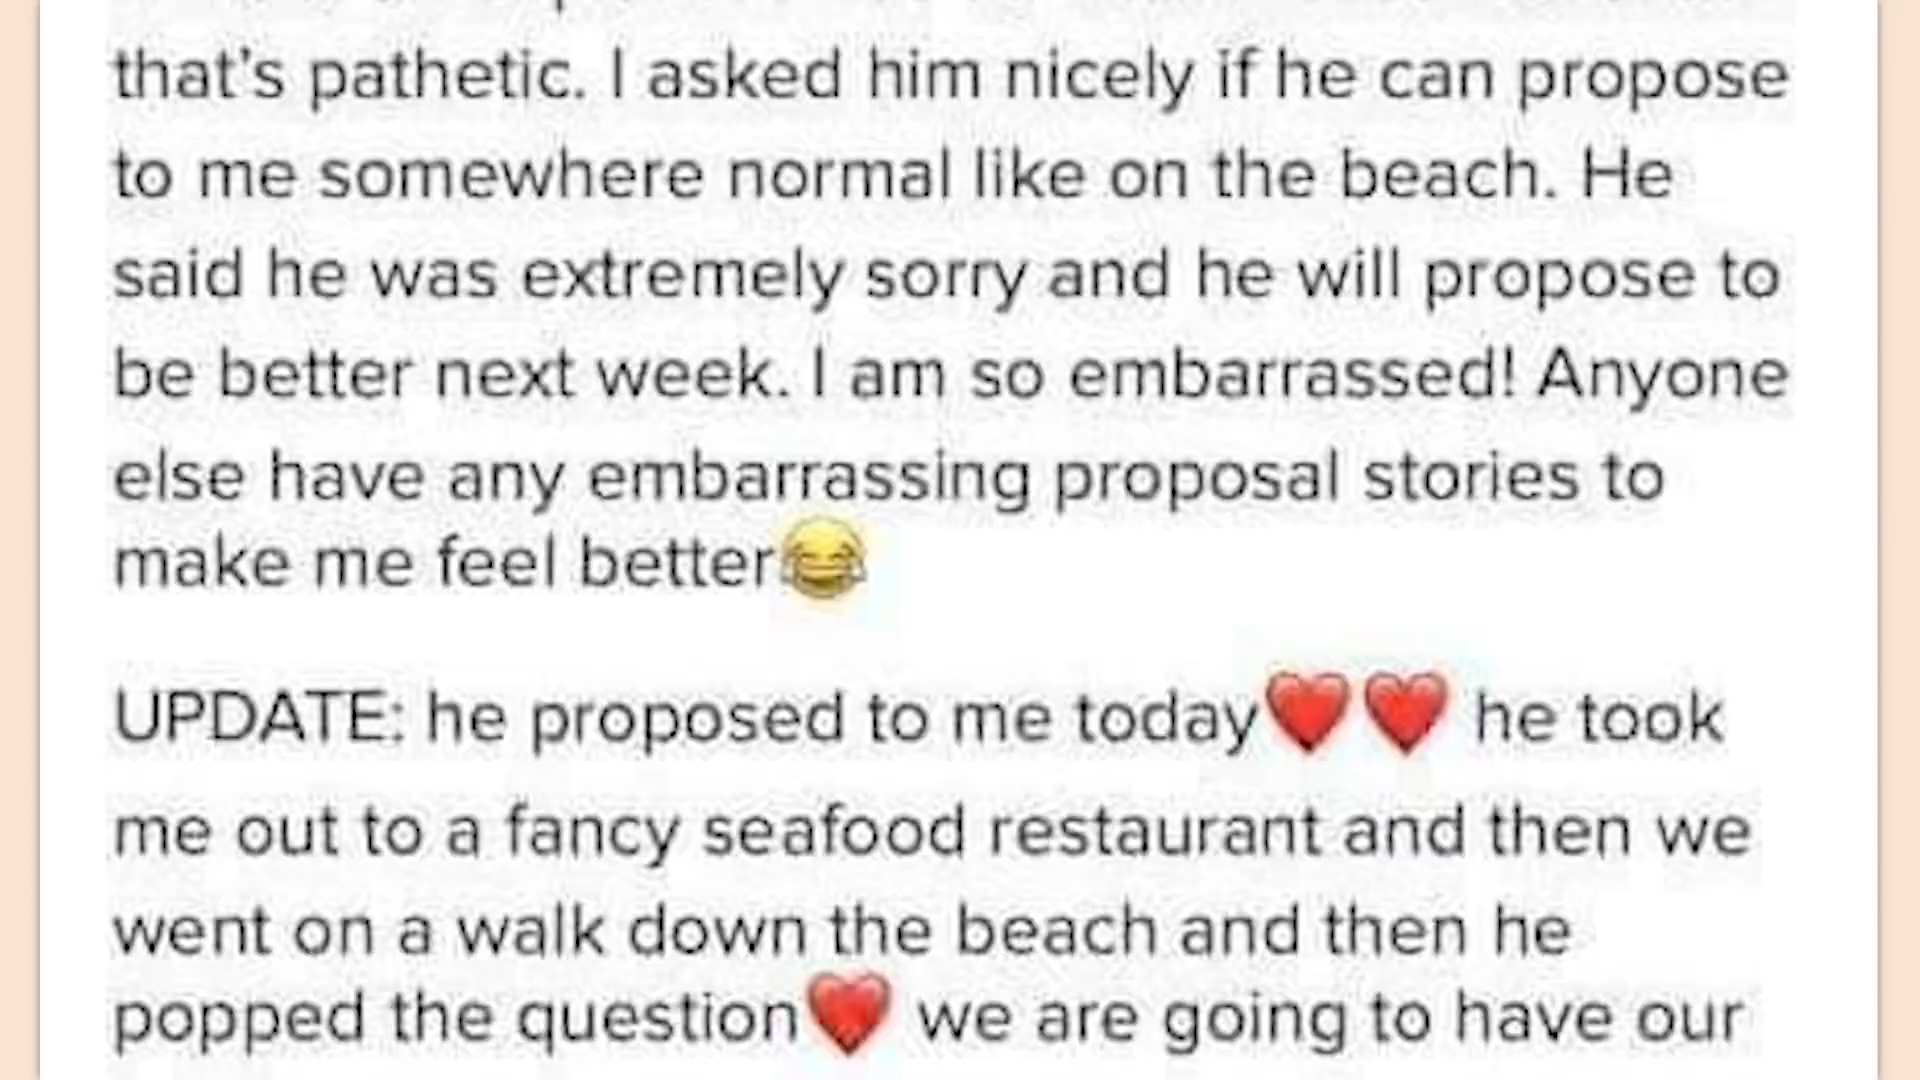 that's pathetic. I asked him nicely if he can propose
to me somewhere normal like on the beach. He
said he was extremely sorry and he will propose to
be better next week. I am so embarrassed! Anyone
else have any embarrassing proposal stories to
make me feel better😂
UPDATE: he proposed to me today❤️❤️ he took
me out to a fancy seafood restaurant and then we
went on a walk down the beach and then he
popped the question❤️ we are going to have our